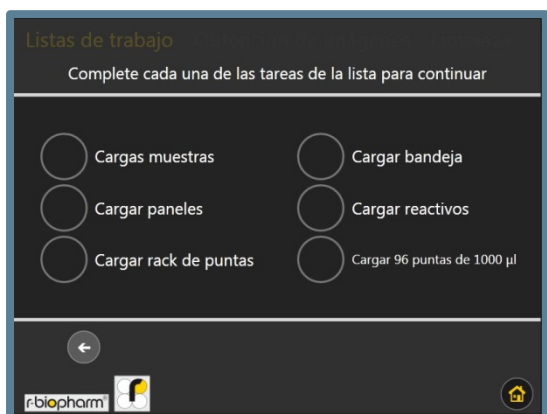 Listas de trabajo
Complete cada una de las tareas de la lista para continuar
Cargas muestras
Cargar bandeja
Cargar paneles
Cargar reactivos
Cargar rack de puntas
Cargar 96 puntas de 1000 µl
r-biopharm®